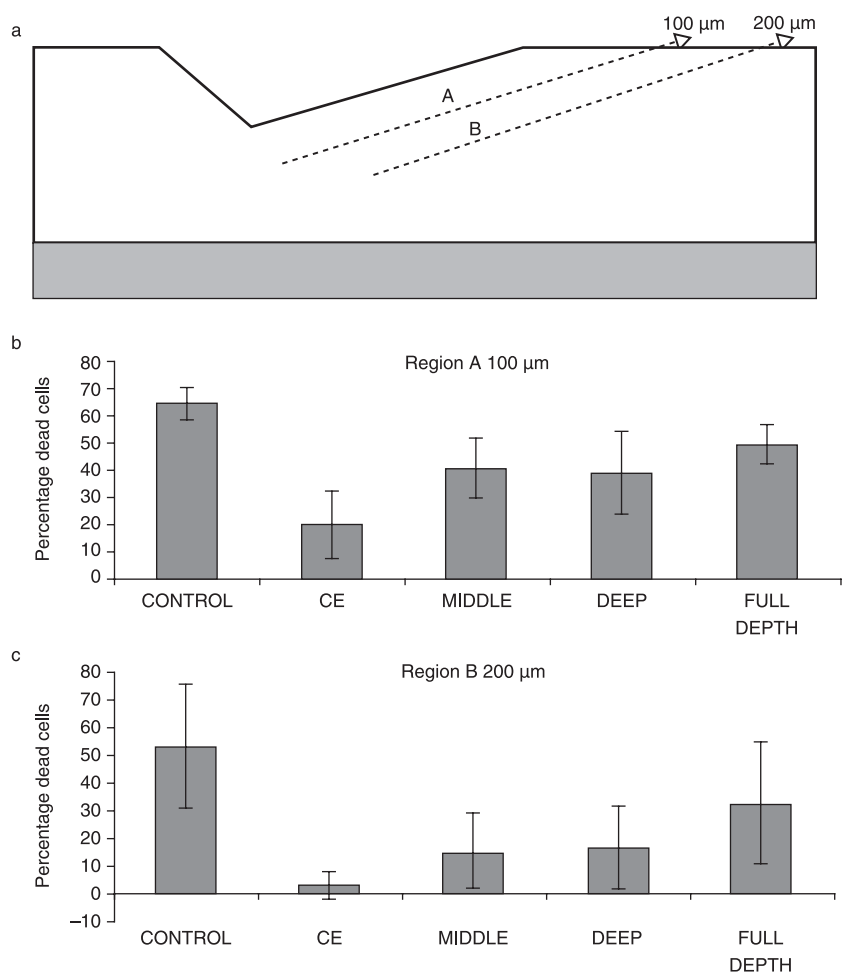 a
100 µm 200 µm
A
B
b
Region A 100 µm
Percentage dead cells
80
70
60
50
40
30
20
10
0
CONTROL CE MIDDLE DEEP FULL
DEPTH
c
Region B 200 µm
Percentage dead cells
80
70
60
50
40
30
20
10
0
–10
CONTROL CE MIDDLE DEEP FULL
DEPTH